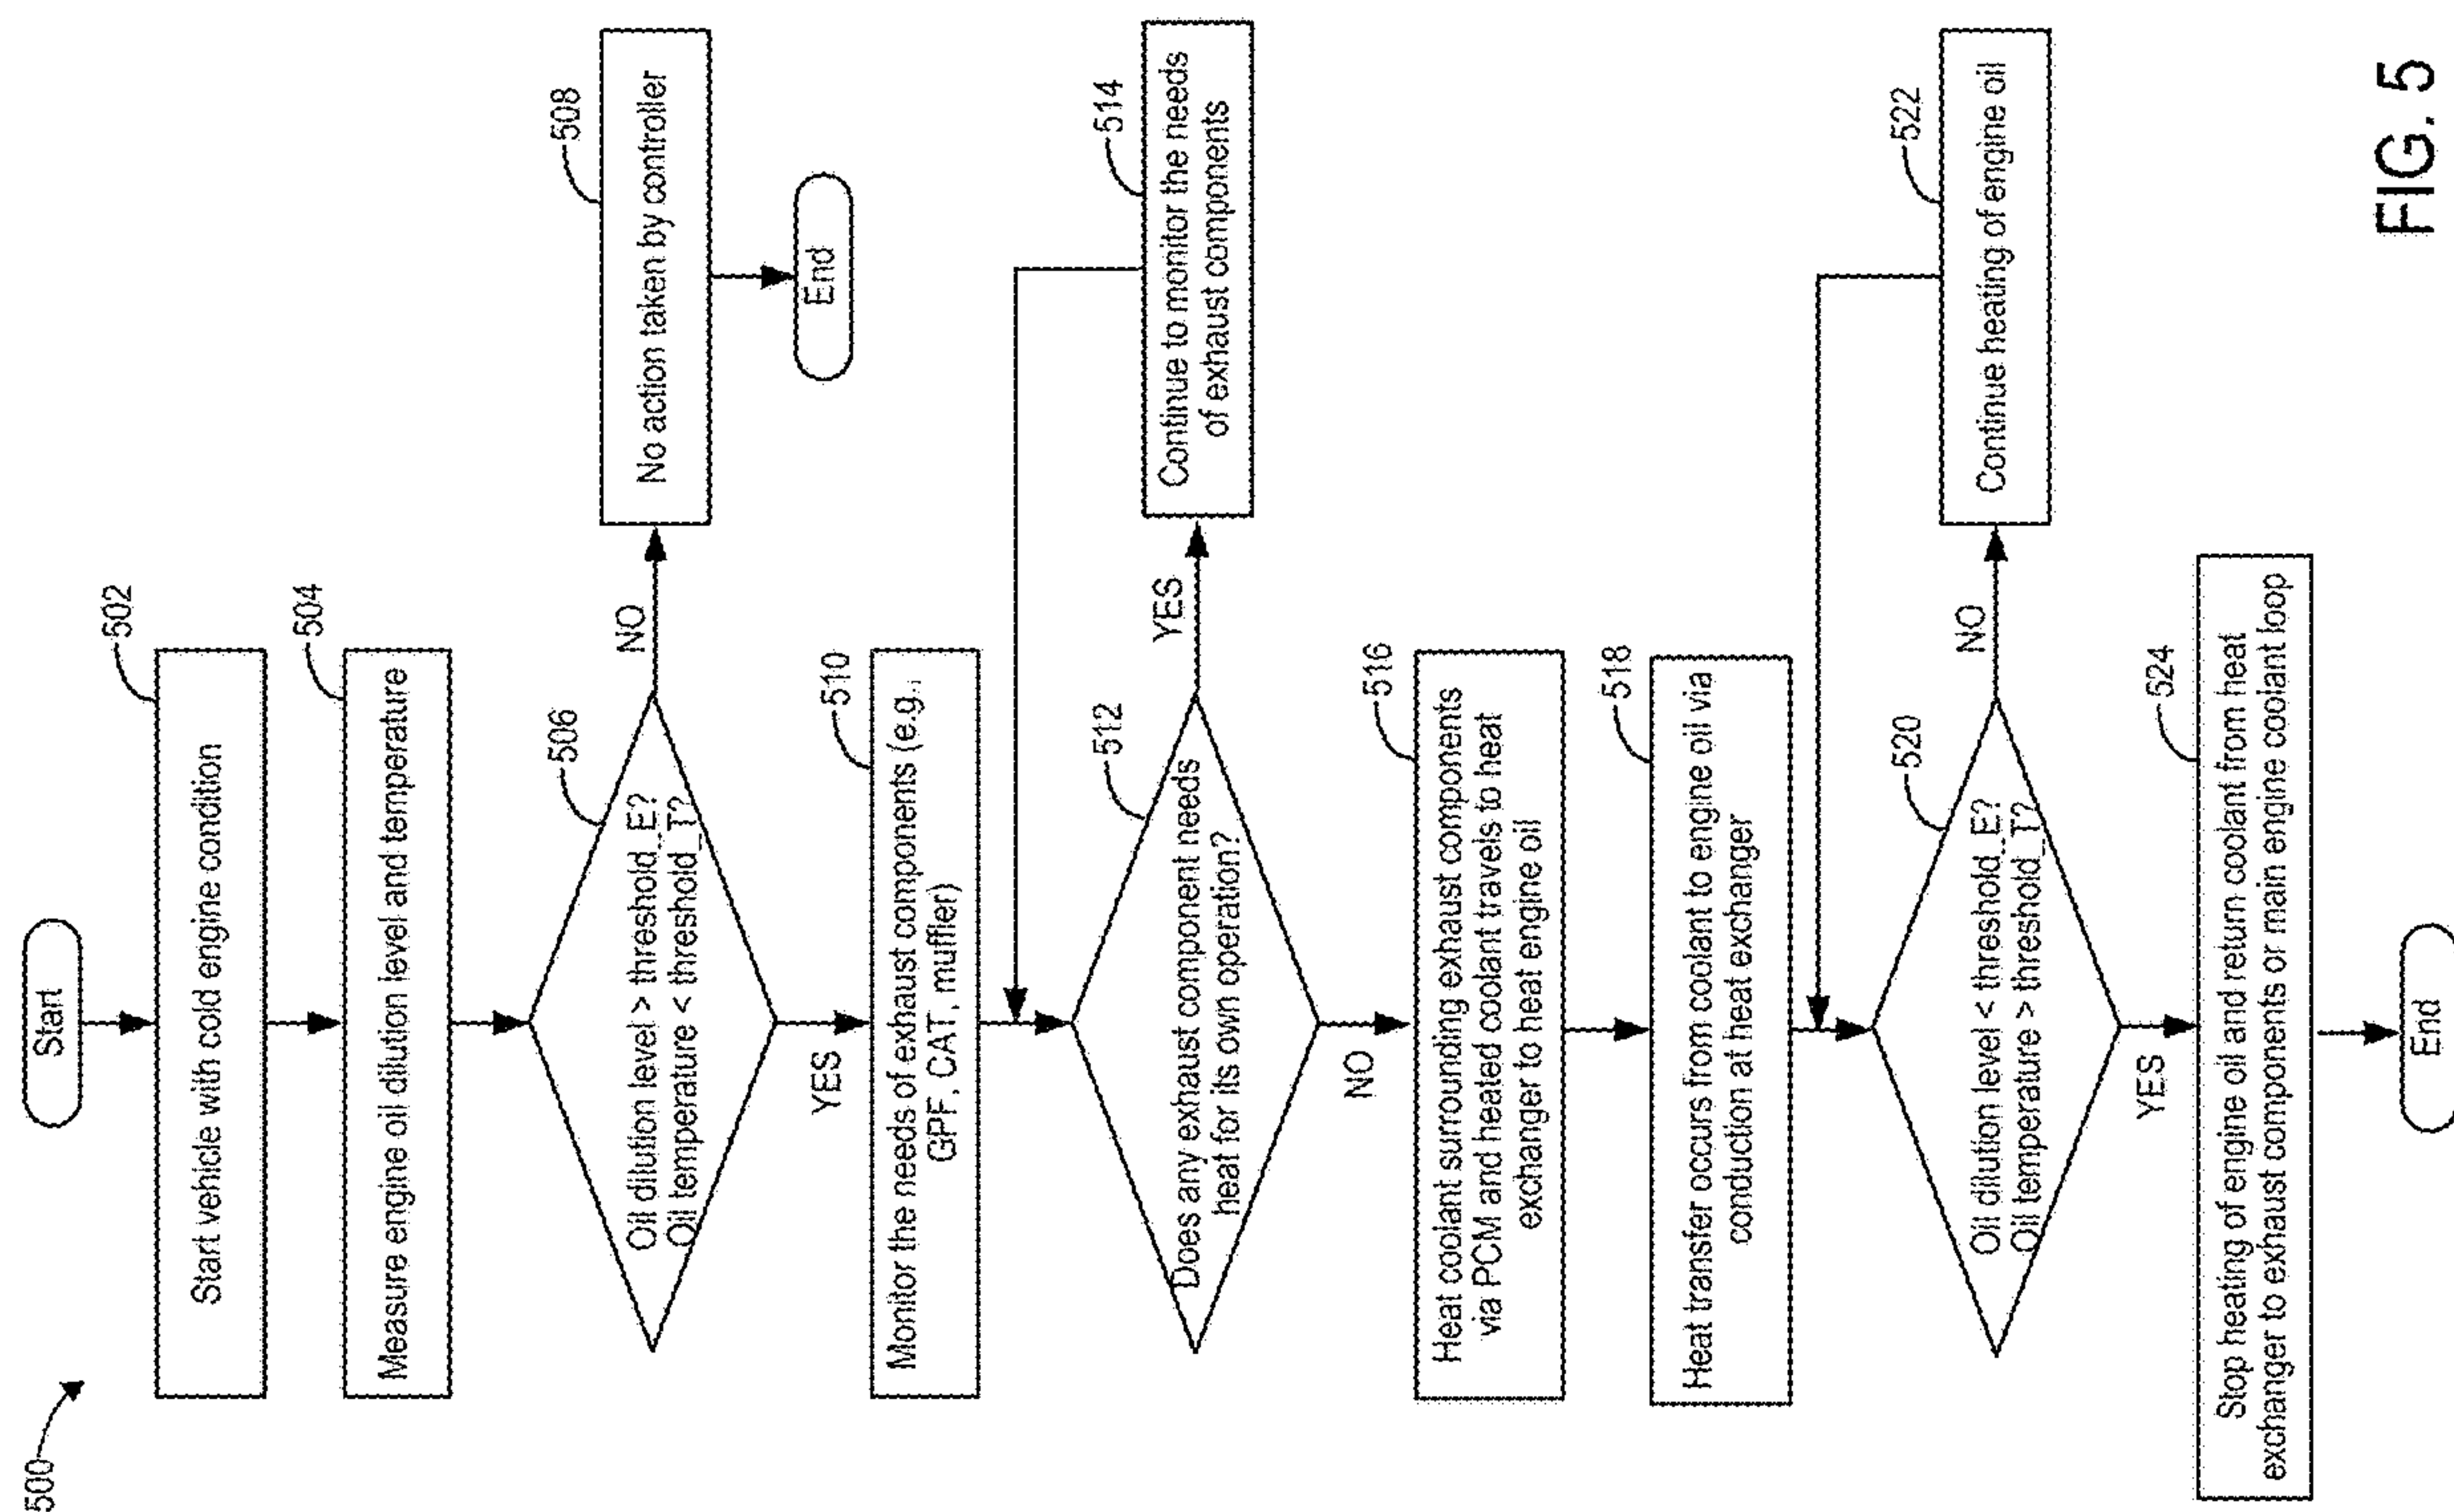 500
Start
502
Start vehicle with cold engine condition
504
Measure engine oil dilution level and temperature
506
Oil dilution level > threshold_E?
Oil temperature < threshold_T?
NO
508
No action taken by controller
End
YES
510
Monitor the needs of exhaust components (e.g.,
GPF, CAT, muffler)
512
Does any exhaust component needs
heat for its own operation?
YES
514
Continue to monitor the needs
of exhaust components
NO
516
Heat coolant surrounding exhaust components
via PCM and heated coolant travels to heat
exchanger to heat engine oil
518
Heat transfer occurs from coolant to engine oil via
conduction at heat exchanger
520
Oil dilution level < threshold_E?
Oil temperature > threshold_T?
NO
522
Continue heating of engine oil
YES
524
Stop heating of engine oil and return coolant from heat
exchanger to exhaust components or main engine coolant loop
End
FIG. 5